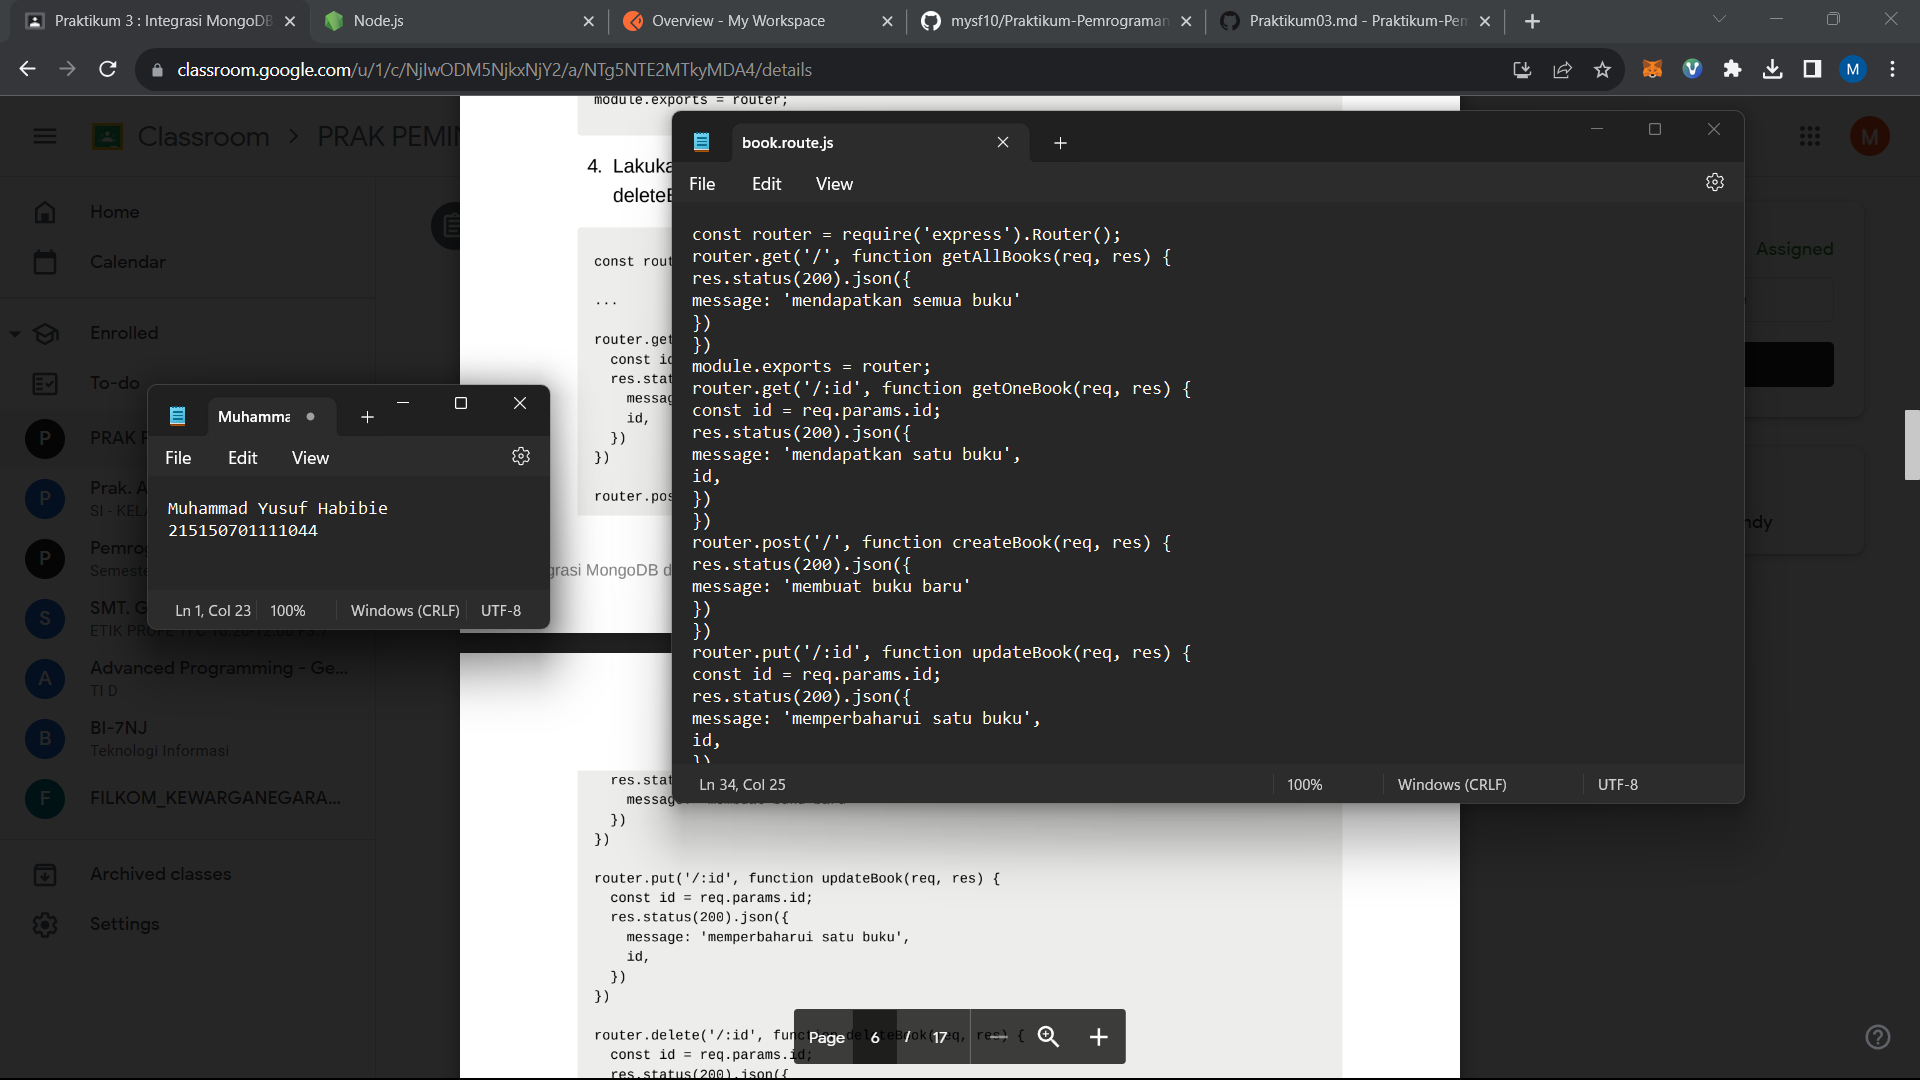 Praktikum 3 : Integrasi MongoDB
Node.js
Overview - My Workspace
mysf10/Praktikum-Pemrograman
Praktikum03.md - Praktikum-Pem
classroom.google.com/u/1/c/NjIwODM5NjkxNjY2/a/NTg5NTE2MTkyMDA4/details
M
Classroom > PRAK PEMIN
M
Home
Calendar
Enrolled
To-do
P PRAK P
P Prak. A
SI - KELA
P Pemrog
Semeste
S SMT. G
A Advanced Programming - Ge...
TI D
B BI-7NJ
Teknologi Informasi
F FILKOM_KEWARGANEGARA...
Archived classes
Settings
Assigned
ndy
module.exports = router;
4. Lakuka
deleteB
const rout
...
router.get
const id
res.stat
messag
id,
})
})
router.pos
grasi MongoDB d
res.stat
messag
})
})
router.put('/:id', function updateBook(req, res) {
const id = req.params.id;
res.status(200).json({
message: 'memperbaharui satu buku',
id,
})
})
router.delete('/:id', function deleteBook(req, res) {
const id = req.params.id;
res.status(200).json({
Page 6 / 17
Muhamma
File Edit View
Muhammad Yusuf Habibie
215150701111044
Ln 1, Col 23 100% Windows (CRLF) UTF-8
book.route.js
File Edit View
const router = require('express').Router();
router.get('/', function getAllBooks(req, res) {
res.status(200).json({
message: 'mendapatkan semua buku'
})
})
module.exports = router;
router.get('/:id', function getOneBook(req, res) {
const id = req.params.id;
res.status(200).json({
message: 'mendapatkan satu buku',
id,
})
})
router.post('/', function createBook(req, res) {
res.status(200).json({
message: 'membuat buku baru'
})
})
router.put('/:id', function updateBook(req, res) {
const id = req.params.id;
res.status(200).json({
message: 'memperbaharui satu buku',
id,
})
Ln 34, Col 25 100% Windows (CRLF) UTF-8